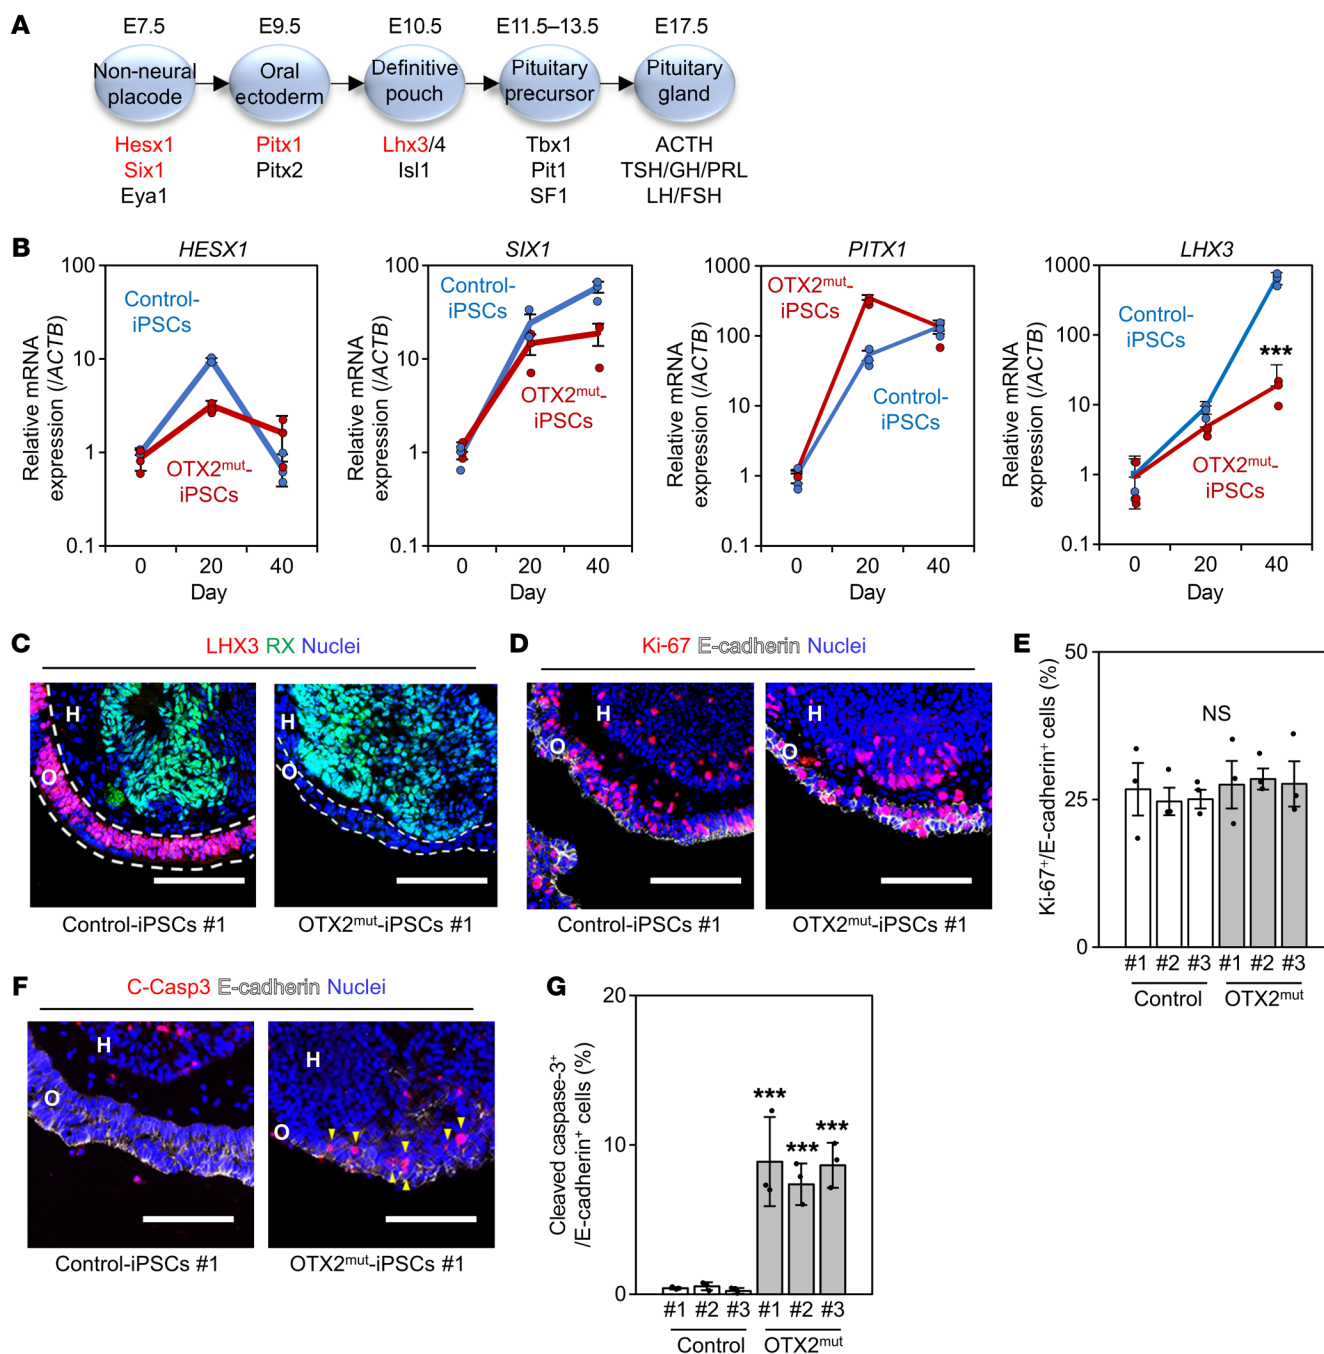 A
E7.5 E9.5 E10.5 E11.5–13.5 E17.5
Non-neural placode
Oral ectoderm
Definitive pouch
Pituitary precursor
Pituitary gland
Hesx1 Pitx1 Lhx3/4 Tbx1 ACTH
Six1 Pitx2 Isl1 Pit1 TSH/GH/PRL
Eya1 SF1 LH/FSH
B
HESX1
Relative mRNA
expression (/ACTB)
100
10
1
0.1
Control-
iPSCs
OTX2mut-
iPSCs
0 20 40
Day
SIX1
Relative mRNA
expression (/ACTB)
100
10
1
0.1
Control-
iPSCs
OTX2mut-
iPSCs
0 20 40
Day
PITX1
Relative mRNA
expression (/ACTB)
1000
100
10
1
0.1
OTX2mut-
iPSCs
Control-
iPSCs
0 20 40
Day
LHX3
Relative mRNA
expression (/ACTB)
1000
100
10
1
0.1
Control-
iPSCs
***
OTX2mut-
iPSCs
0 20 40
Day
C
LHX3 RX Nuclei
H
O
H
O
Control-iPSCs #1
OTX2mut-iPSCs #1
D
Ki-67 E-cadherin Nuclei
H
O
H
O
Control-iPSCs #1
OTX2mut-iPSCs #1
E
Ki-67+/E-cadherin+ cells (%)
50
25
0
NS
#1 #2 #3 #1 #2 #3
Control OTX2mut
F
C-Casp3 E-cadherin Nuclei
H
O
H
O
Control-iPSCs #1
OTX2mut-iPSCs #1
G
Cleaved caspase-3+
/E-cadherin+ cells (%)
20
10
0
*** *** ***
#1 #2 #3 #1 #2 #3
Control OTX2mut